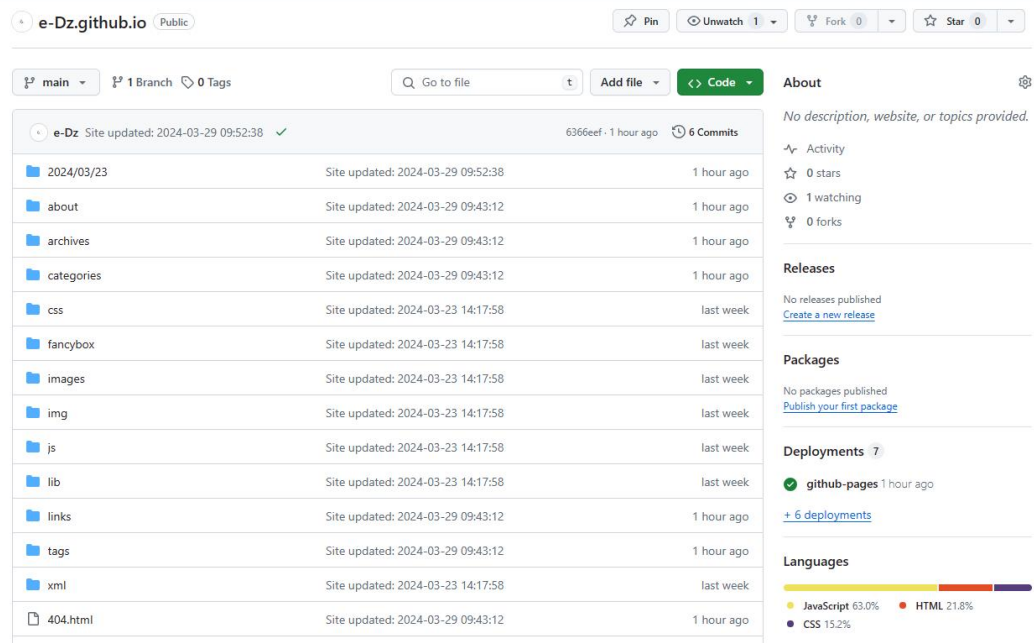 e-Dz.github.io Public
Pin Unwatch 1 Fork 0 Star 0
main 1 Branch 0 Tags Go to file t Add file Code
e-Dz Site updated: 2024-03-29 09:52:38 6366eef · 1 hour ago 6 Commits
2024/03/23 Site updated: 2024-03-29 09:52:38 1 hour ago
about Site updated: 2024-03-29 09:43:12 1 hour ago
archives Site updated: 2024-03-29 09:43:12 1 hour ago
categories Site updated: 2024-03-29 09:43:12 1 hour ago
css Site updated: 2024-03-23 14:17:58 last week
fancybox Site updated: 2024-03-23 14:17:58 last week
images Site updated: 2024-03-23 14:17:58 last week
img Site updated: 2024-03-23 14:17:58 last week
js Site updated: 2024-03-23 14:17:58 last week
lib Site updated: 2024-03-23 14:17:58 last week
links Site updated: 2024-03-29 09:43:12 1 hour ago
tags Site updated: 2024-03-29 09:43:12 1 hour ago
xml Site updated: 2024-03-23 14:17:58 last week
404.html Site updated: 2024-03-29 09:43:12 1 hour ago
About
No description, website, or topics provided.
Activity
0 stars
1 watching
0 forks
Releases
No releases published
Create a new release
Packages
No packages published
Publish your first package
Deployments 7
github-pages 1 hour ago
+ 6 deployments
Languages
JavaScript 63.0% HTML 21.8%
CSS 15.2%